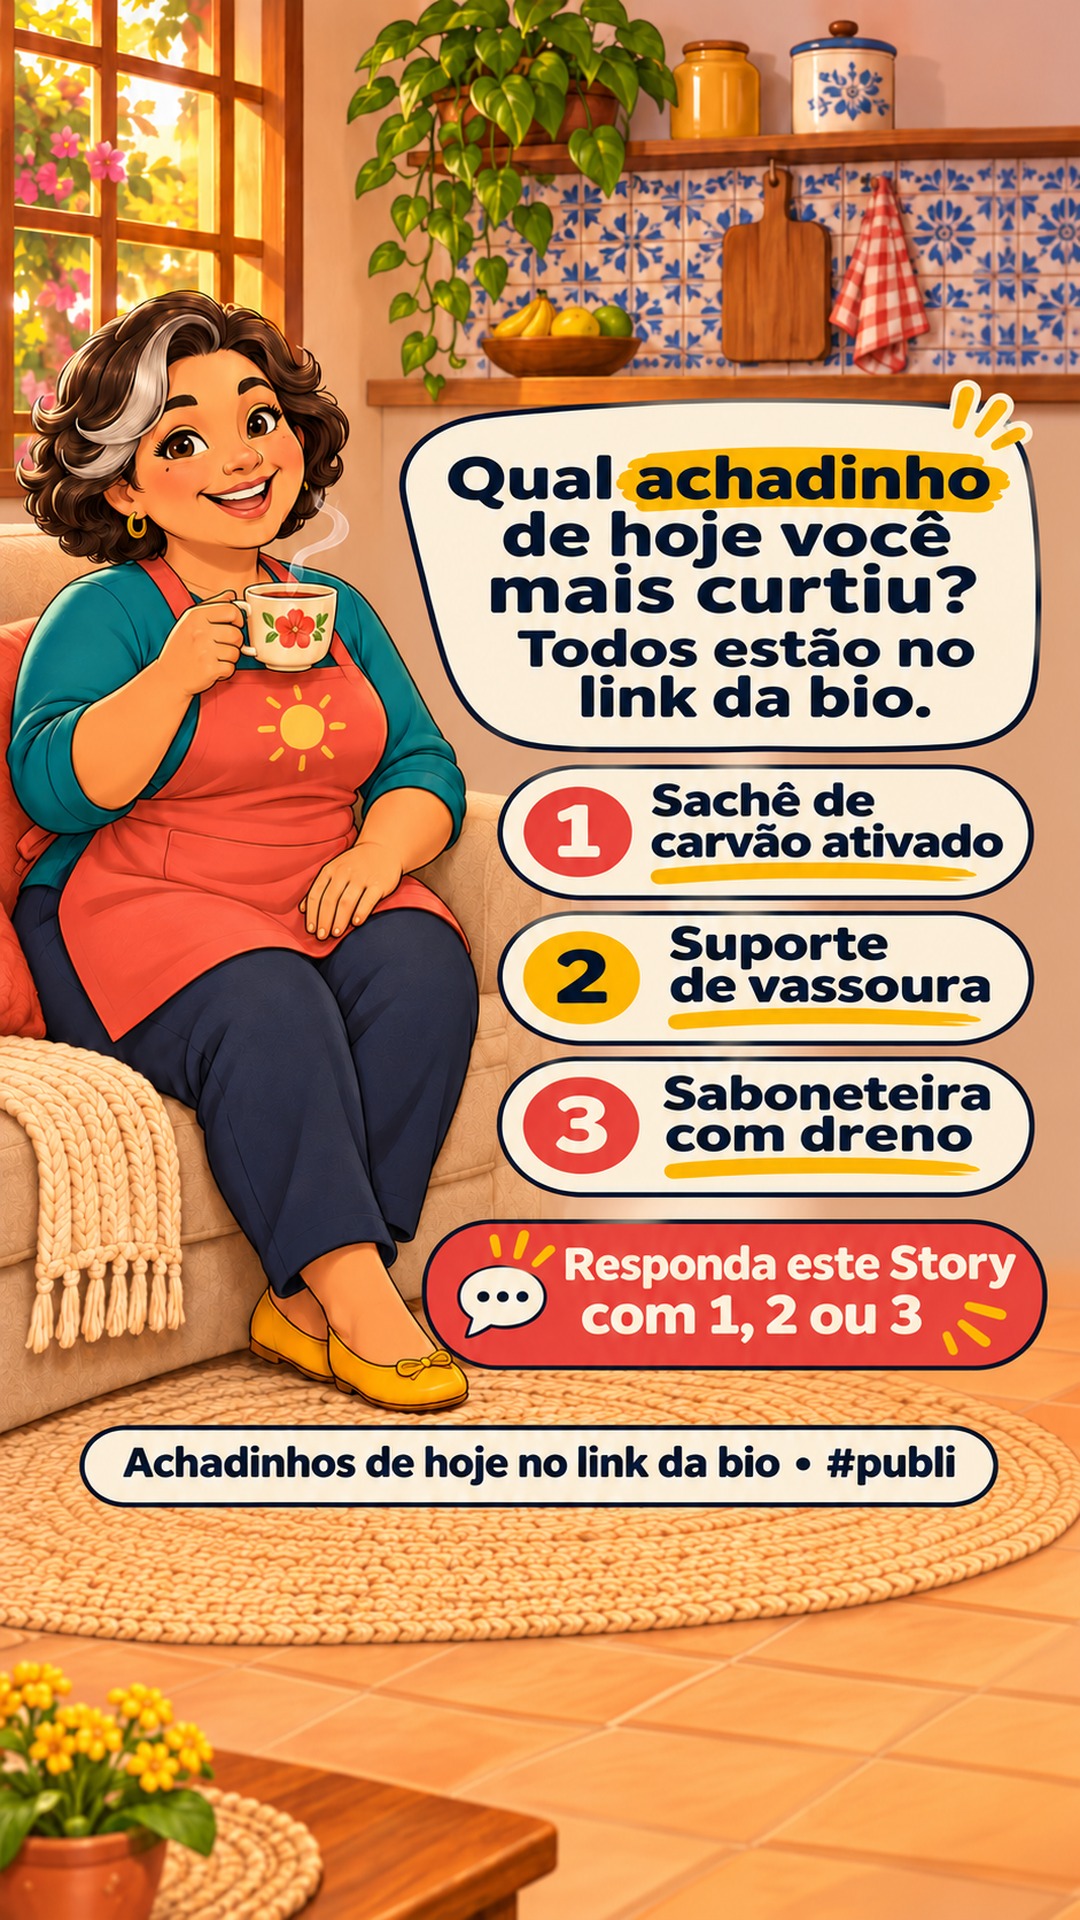 Qual achadinho
de hoje você
mais curtiu?
Todos estão no
link da bio.
1
Sachê de
carvão ativado
2
Suporte
de vassoura
3
Saboneteira
com dreno
Responda este Story
com 1, 2 ou 3
Achadinhos de hoje no link da bio • #publi